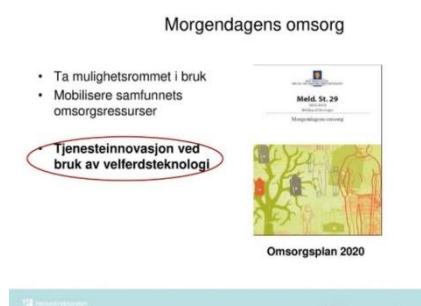 Morgendagens omsorg
• Ta mulighetsrommet i bruk
• Mobilisere samfunnets
omsorgsressurser
• Tjenesteinnovasjon ved
bruk av velferdsteknologi
Meld. St. 29
Morgendagens omsorg
Omsorgsplan 2020
Helsedirektoratet